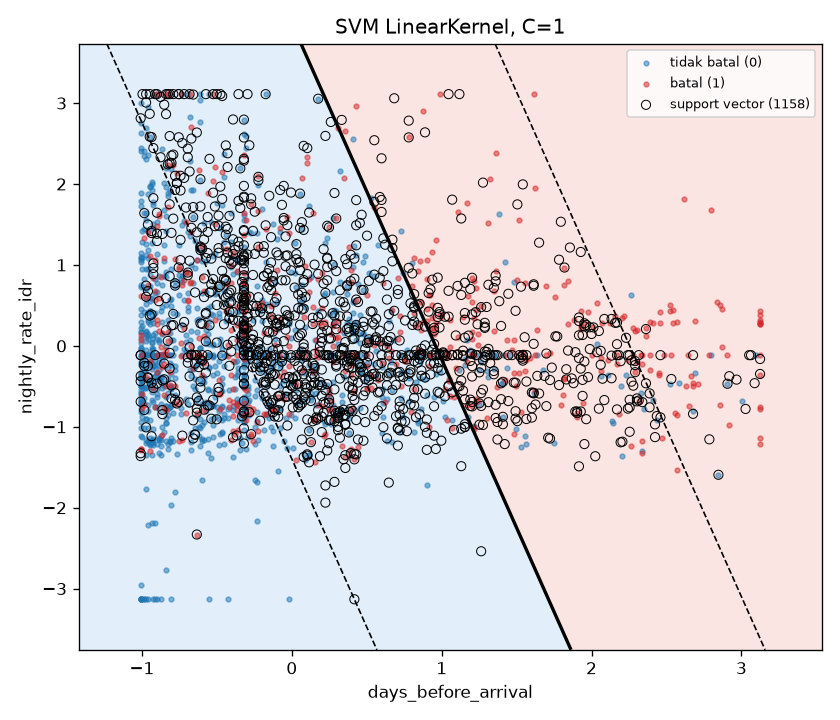 SVM LinearKernel, C=1
tidak batal (0)
batal (1)
support vector (1158)
nightly_rate_idr
3
2
1
0
−1
−2
−3
−1
0
1
2
3
days_before_arrival